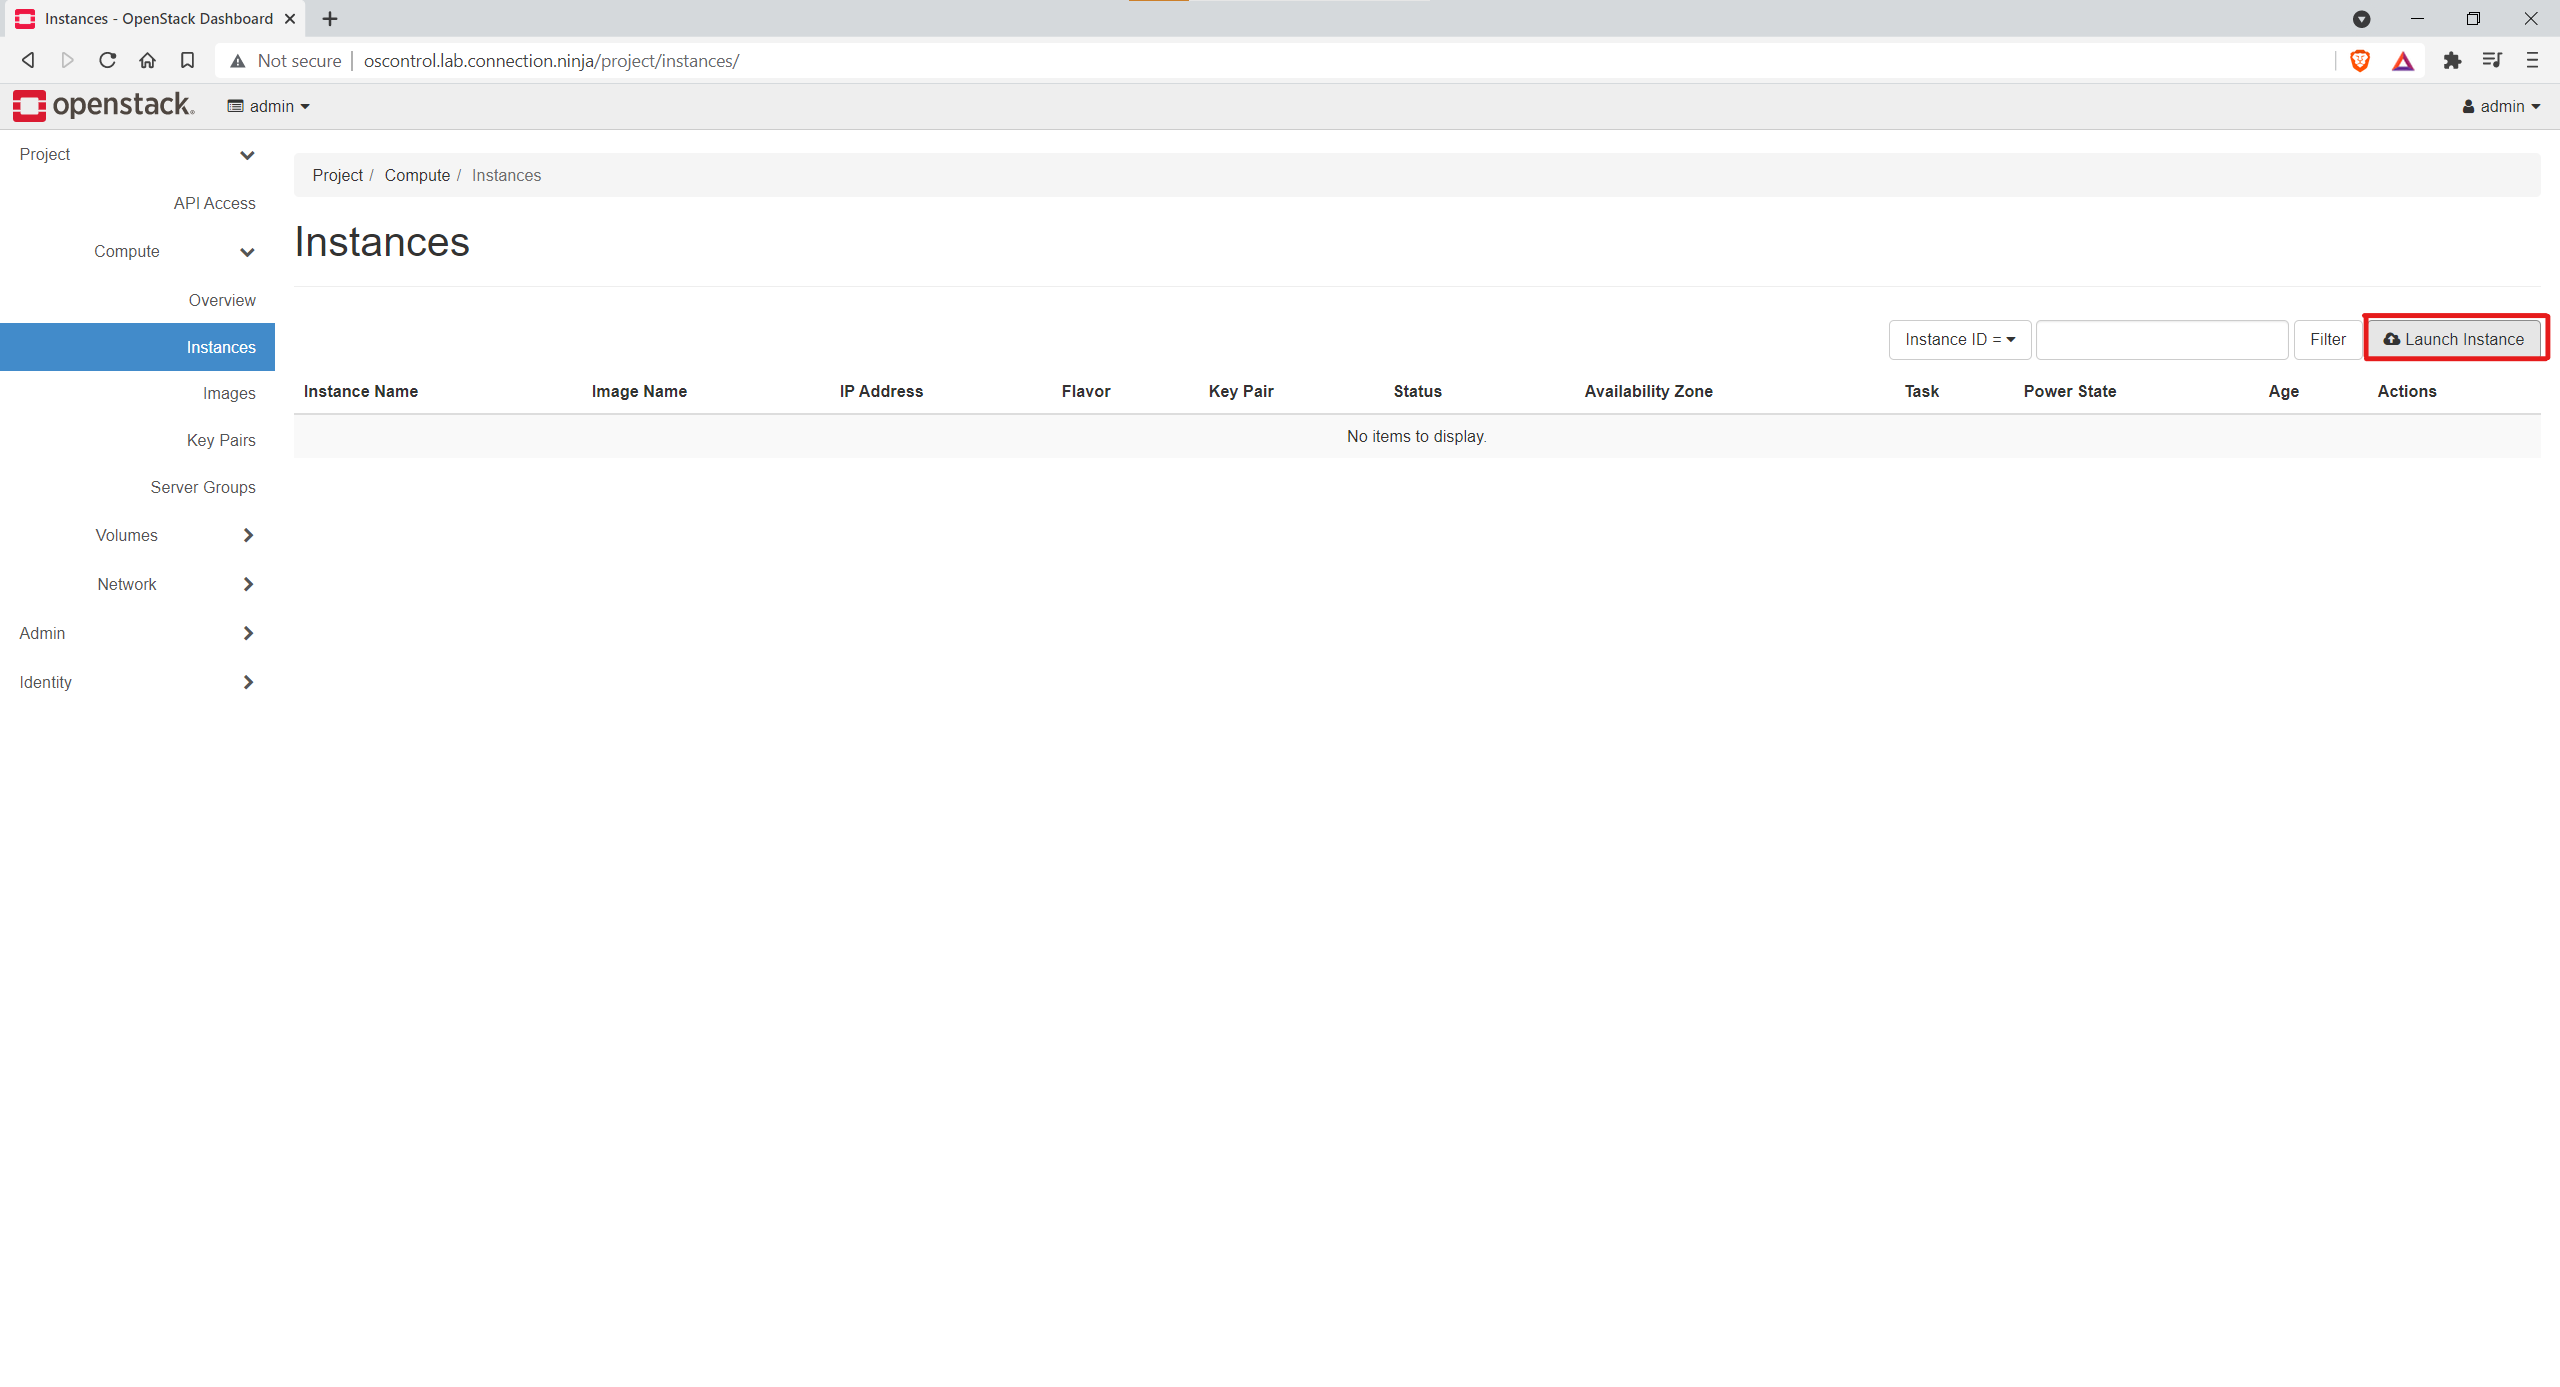 Instances - OpenStack Dashboard
Not secure | oscontrol.lab.connection.ninja/project/instances/
openstack. admin admin
Project
API Access
Compute
Overview
Instances
Images
Key Pairs
Server Groups
Volumes
Network
Admin
Identity
Project / Compute / Instances
Instances
Instance ID = Filter Launch Instance
Instance Name Image Name IP Address Flavor Key Pair Status Availability Zone Task Power State Age Actions
No items to display.